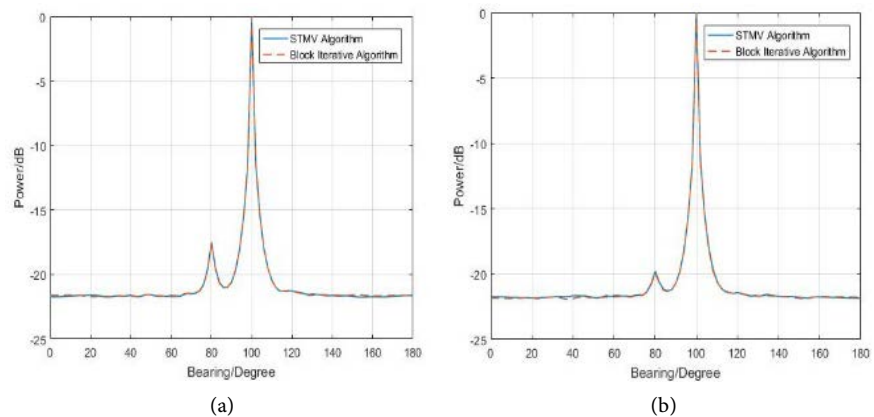 0
-5
-10
-15
-20
-25
Power/dB
0 20 40 60 80 100 120 140 160 180
Bearing/Degree
STMV Algorithm
Block Iterative Algorithm
(a)
0
-5
-10
-15
-20
-25
Power/dB
0 20 40 60 80 100 120 140 160 180
Bearing/Degree
STMV Algorithm
Block Iterative Algorithm
(b)